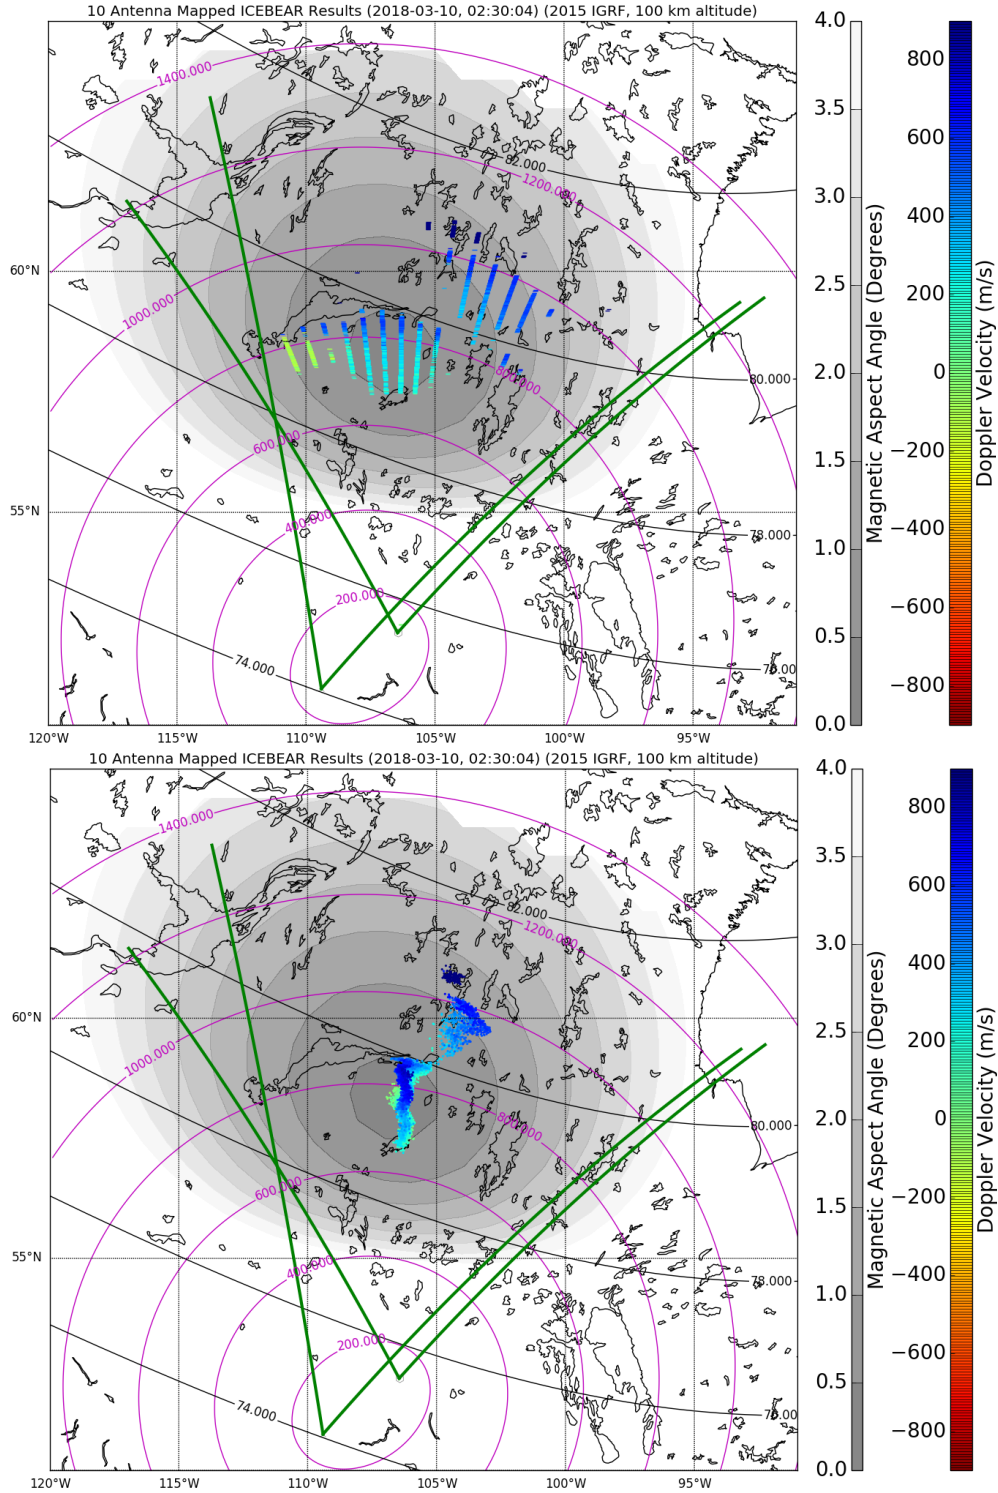 10 Antenna Mapped ICEBEAR Results (2018-03-10, 02:30:04) (2015 IGRF, 100 km altitude)
1400.000
82.000
1200.000
60°N
1000.000
800.000
80.000
600.000
55°N
400.000
78.000
200.000
74.000
120°W
115°W
110°W
105°W
100°W
95°W
4.0
3.5
3.0
2.5
2.0
1.5
1.0
0.5
0.0
Magnetic Aspect Angle (Degrees)
800
600
400
200
0
−200
−400
−600
−800
Doppler Velocity (m/s)
10 Antenna Mapped ICEBEAR Results (2018-03-10, 02:30:04) (2015 IGRF, 100 km altitude)
1400.000
82.000
1200.000
60°N
1000.000
800.000
80.000
600.000
55°N
400.000
78.000
200.000
74.000
120°W
115°W
110°W
105°W
100°W
95°W
4.0
3.5
3.0
2.5
2.0
1.5
1.0
0.5
0.0
Magnetic Aspect Angle (Degrees)
800
600
400
200
0
−200
−400
−600
−800
Doppler Velocity (m/s)